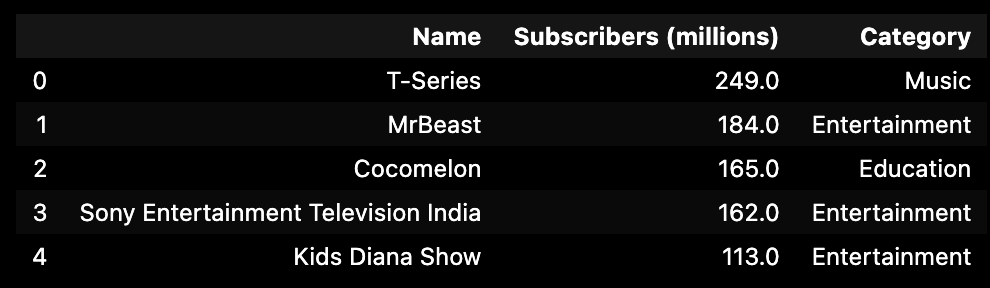 Name Subscribers (millions) Category
0 T-Series 249.0 Music
1 MrBeast 184.0 Entertainment
2 Cocomelon 165.0 Education
3 Sony Entertainment Television India 162.0 Entertainment
4 Kids Diana Show 113.0 Entertainment